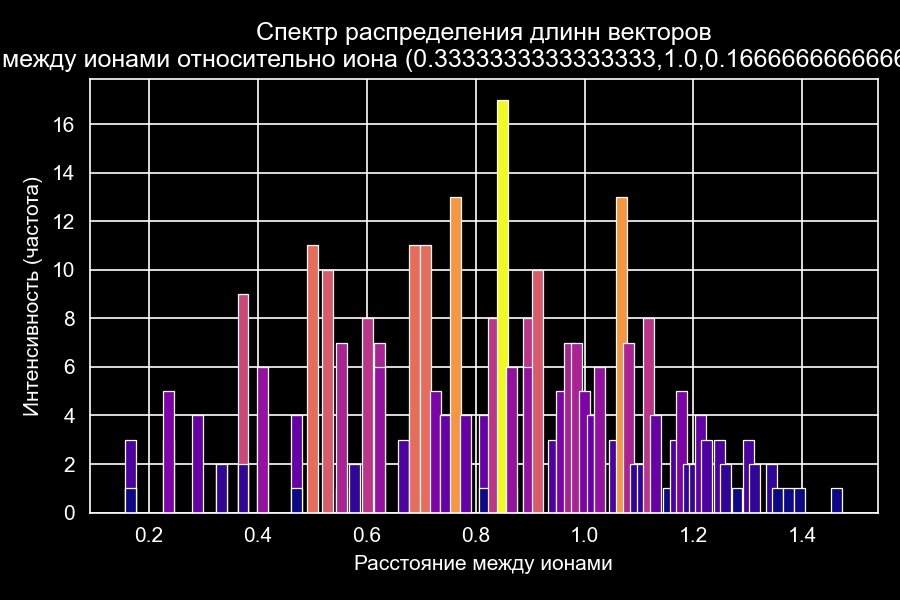 Спектр распределения длинн векторов
между ионами относительно иона (0.3333333333333333,1.0,0.1666666666666
16
14
12
10
8
6
4
2
0
Интенсивность (частота)
0.2 0.4 0.6 0.8 1.0 1.2 1.4
Расстояние между ионами